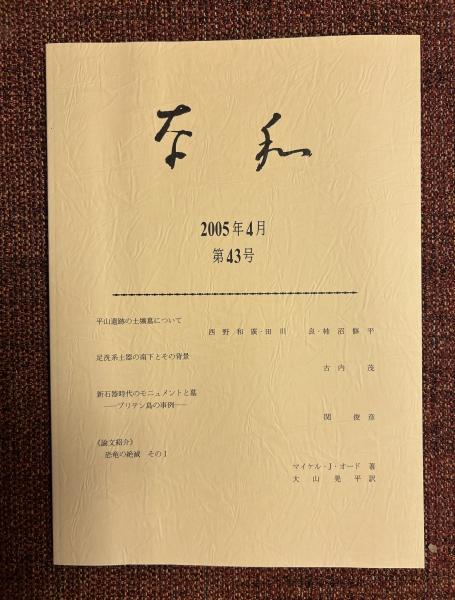 奈和
2005年4月
第43号
平山遺跡の土壙墓について
西野和廣・田川 良・柿沼修平
足洗系土器の南下とその背景
古内 茂
新石器時代のモニュメントと墓
――ブリテン島の事例――
関 俊彦
《論文紹介》
恐竜の絶滅 その1
マイケル・J・オード 著
大山晃平訳